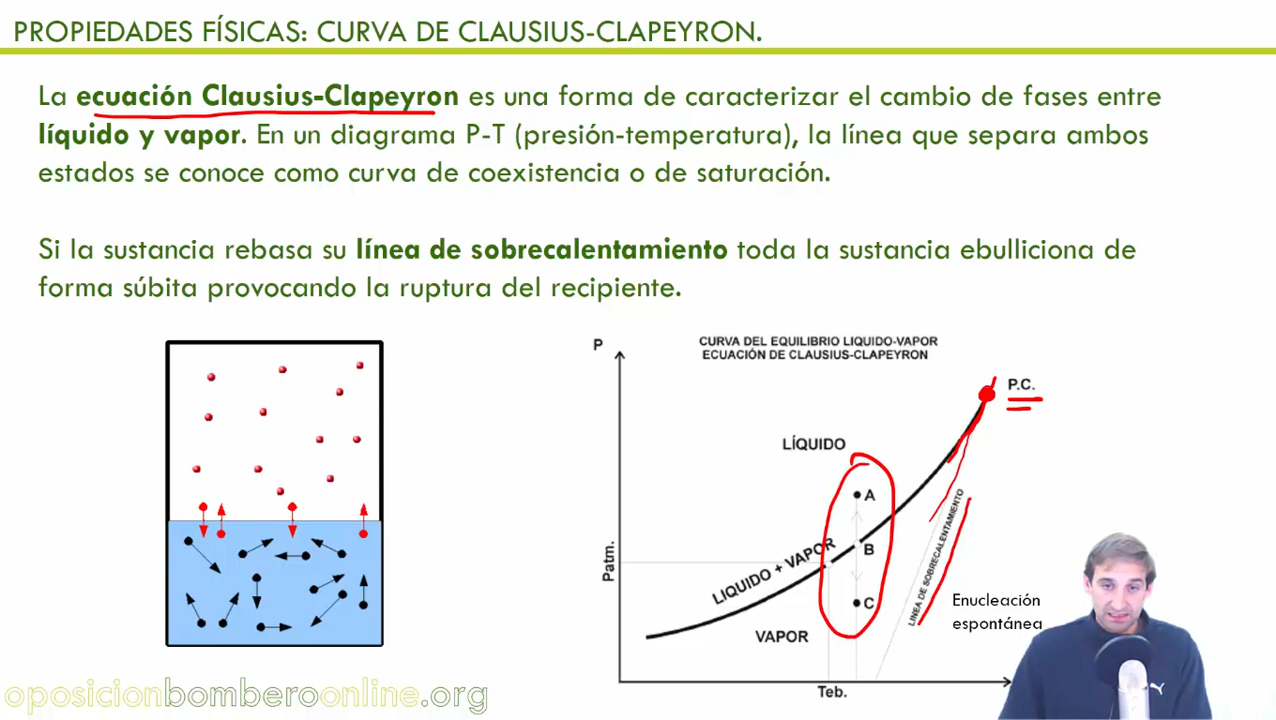 PROPIEDADES FÍSICAS: CURVA DE CLAUSIUS-CLAPEYRON.
La ecuación Clausius-Clapeyron es una forma de caracterizar el cambio de fases entre
líquido y vapor. En un diagrama P-T (presión-temperatura), la línea que separa ambos
estados se conoce como curva de coexistencia o de saturación.
Si la sustancia rebasa su línea de sobrecalentamiento toda la sustancia ebulliciona de
forma súbita provocando la ruptura del recipiente.
P
CURVA DEL EQUILIBRIO LIQUIDO-VAPOR
ECUACIÓN DE CLAUSIUS-CLAPEYRON
P.C.
LÍQUIDO
A
B
C
LIQUIDO + VAPOR
Patm.
LINEA DE SOBRECALENTAMIENTO
VAPOR
Enucleación
espontánea
Teb.
oposicionbomberoonline.org